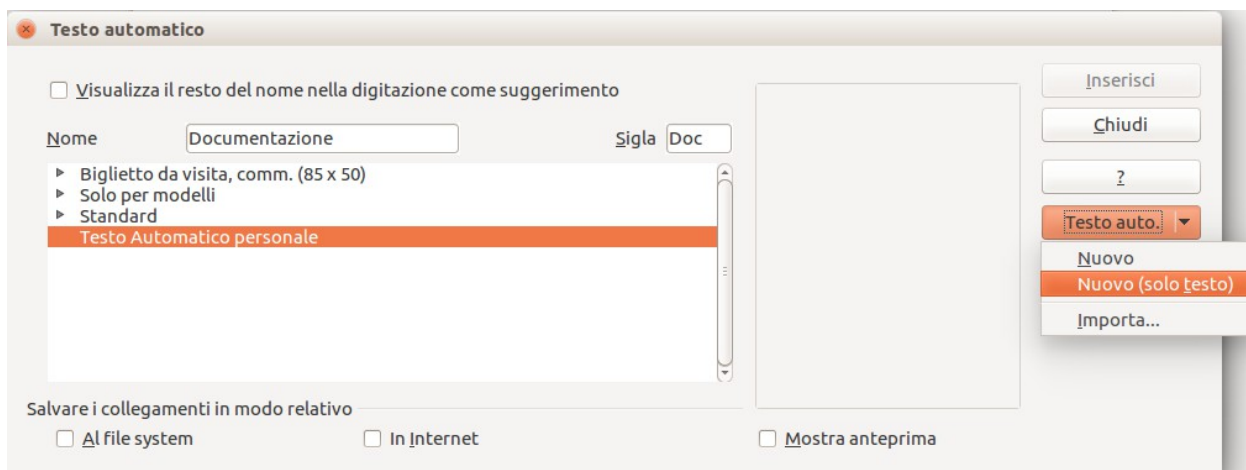 Testo automatico
Visualizza il resto del nome nella digitazione come suggerimento
Inserisci
Chiudi
Nome Documentazione Sigla Doc
Biglietto da visita, comm. (85 x 50)
Solo per modelli
Standard
Testo Automatico personale
?
Testo auto.
Nuovo
Nuovo (solo testo)
Importa...
Salvare i collegamenti in modo relativo
Al file system In Internet Mostra anteprima